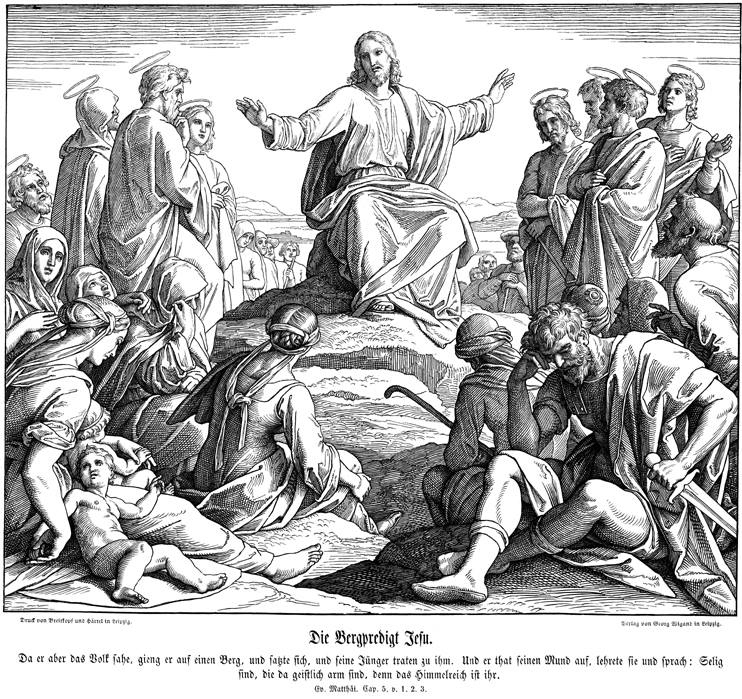 Druck von Breitkopf und Härtel in Leipzig.
Verlag von Georg Wigand in Leipzig.
Die Bergpredigt Jesu.
Da er aber das Volk sahe, gieng er auf einen Berg, und satzte sich, und seine Jünger traten zu ihm. Und er that seinen Mund auf, lehrete sie und sprach: Selig
sind, die da geistlich arm sind, denn das Himmelreich ist ihr.
Ev. Matthäi. Cap. 5, v. 1. 2. 3.